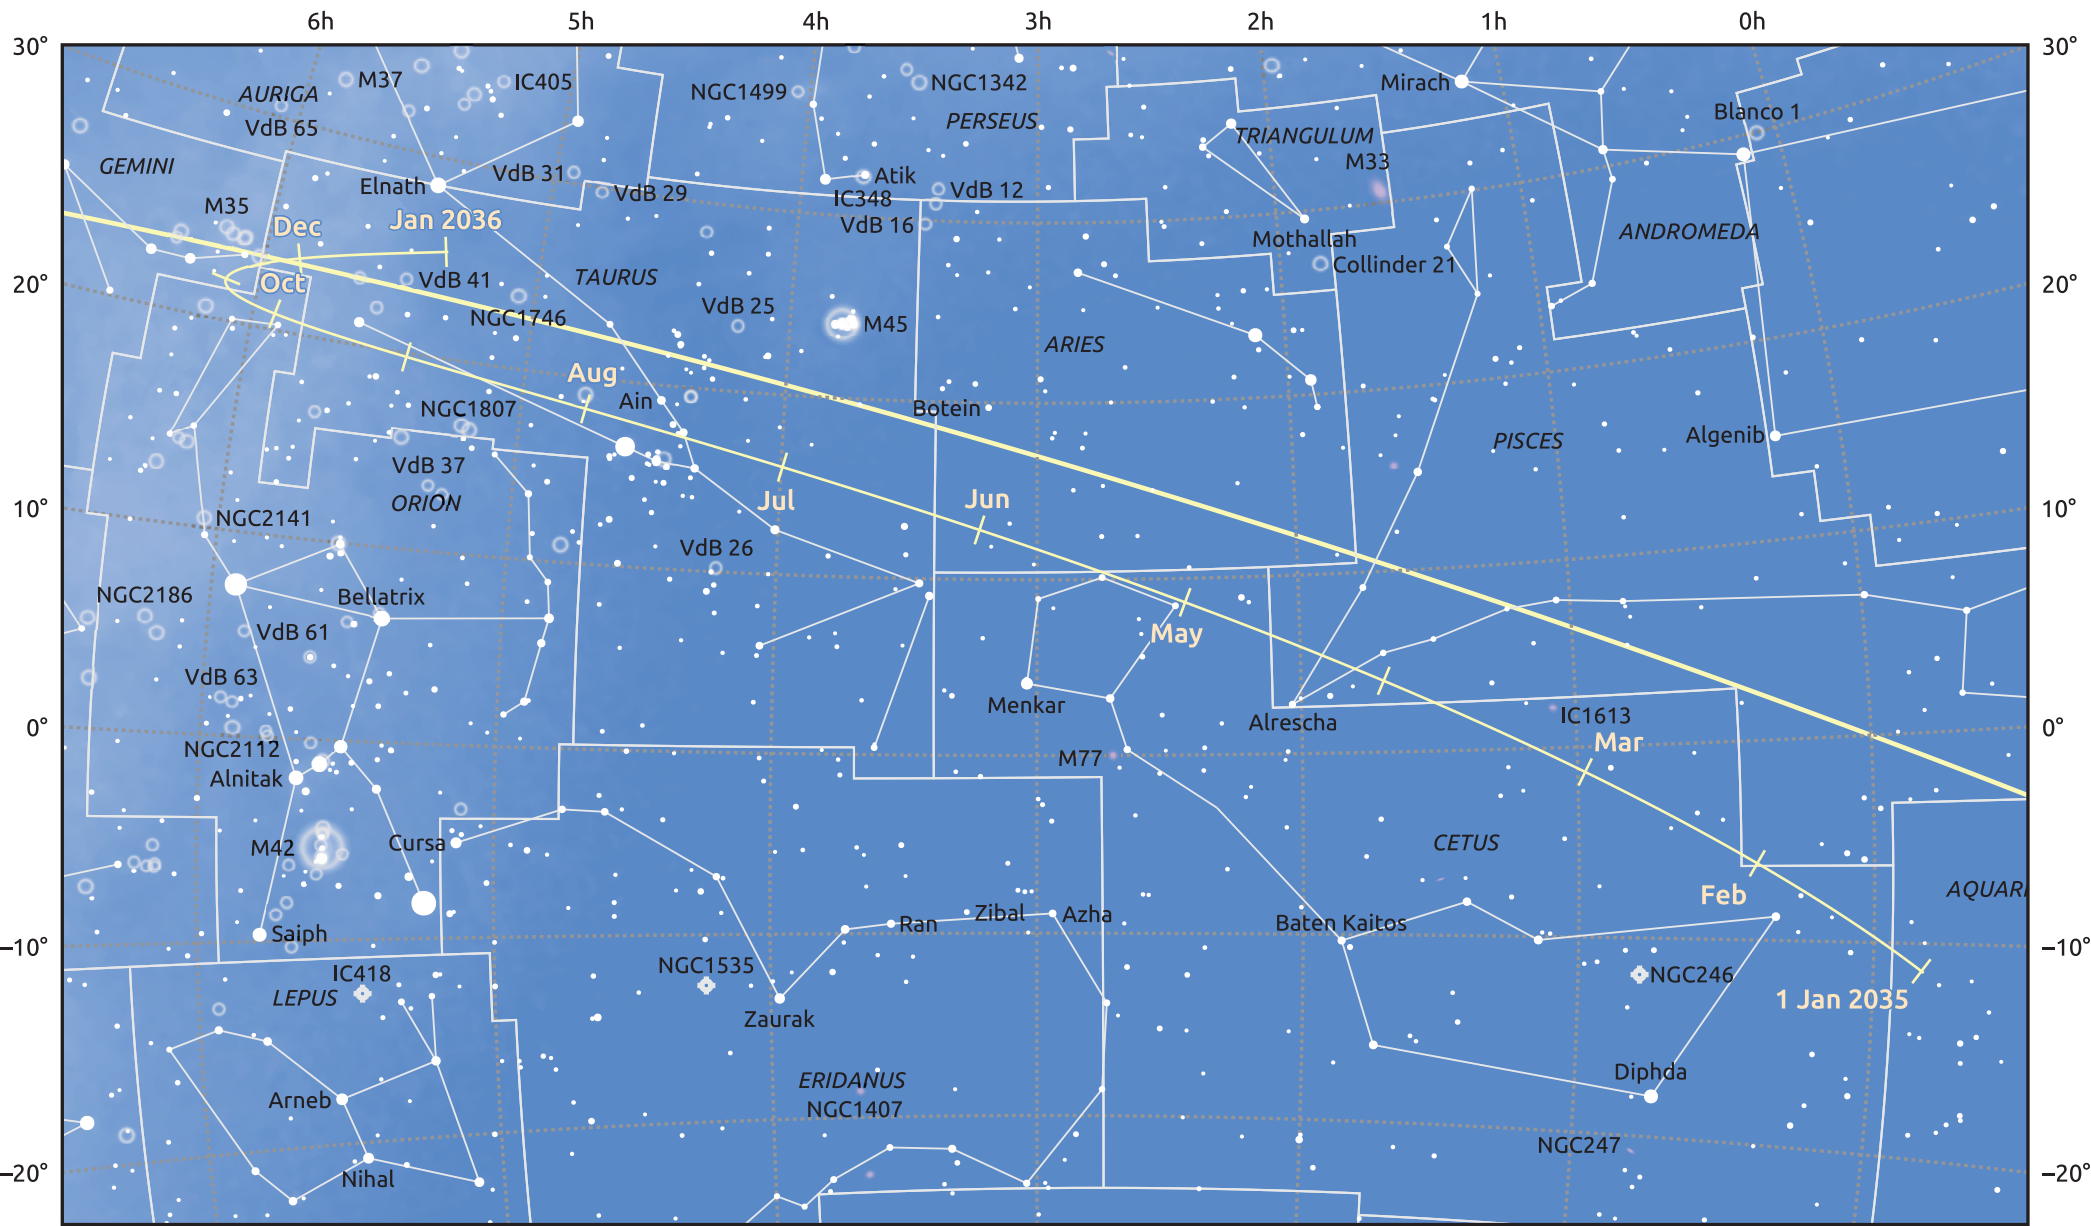 6h 5h 4h 3h 2h 1h 0h
30° 30°
M37 IC405 NGC1499 NGC1342 Mirach
AURIGA
VdB 65 PERSEUS TRIANGULUM Blanco 1
GEMINI M33
Elnath VdB 31 VdB 29 Atik VdB 12
IC348
M35 VdB 16
Dec Jan 2036 Mothallah ANDROMEDA
Collinder 21
20° Oct VdB 41 TAURUS 20°
NGC1746 VdB 25 M45
ARIES
Aug
NGC1807 Ain Botein
PISCES Algenib
VdB 37
ORION Jul Jun
10° 10°
NGC2141
VdB 26
NGC2186 Bellatrix
VdB 61 May
VdB 63
Menkar Alrescha IC1613
0° 0°
NGC2112 M77 Mar
Alnitak
M42 Cursa CETUS
Feb AQUARI
Saiph Ran Zibal Azha Baten Kaitos
−10° −10°
IC418 NGC1535 NGC246
LEPUS 1 Jan 2035
Zaurak
Arneb ERIDANUS Diphda
NGC1407
NGC247
−20° Nihal −20°